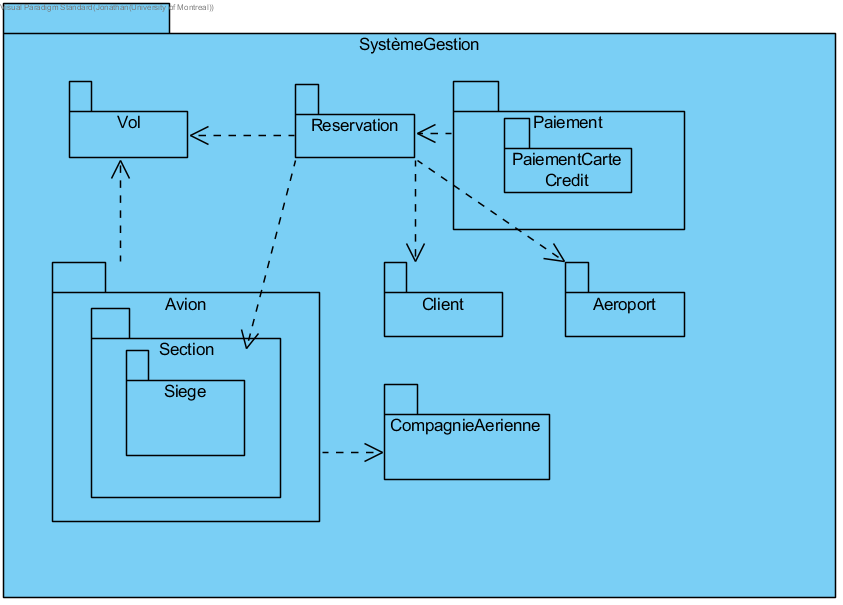 Visual Paradigm Standard(Jonathan(University of Montreal))
SystèmeGestion
Vol
Reservation
Paiement
PaiementCarte
Credit
Avion
Client
Aeroport
Section
Siege
CompagnieAerienne